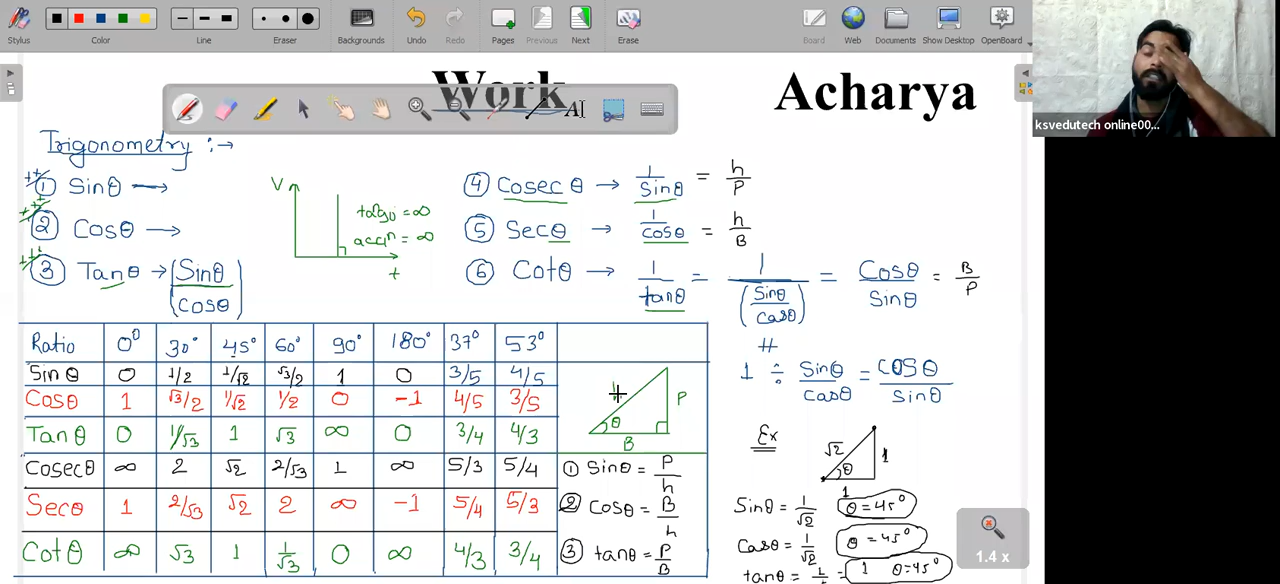 Stylus Color Line Eraser Backgrounds Undo Redo Pages Previous Next Erase Board Web Documents Show Desktop OpenBoard
Work Acharya
ksvedutech online00...
Trigonometry :→
① Sinθ →
② Cosθ →
③ Tanθ → (Sinθ/cosθ)
V
t
tan90 = ∞
accⁿ = ∞
④ Cosec θ → 1/Sinθ = h/P
⑤ Secθ → 1/cosθ = h/B
⑥ Cotθ → 1/tanθ = 1/(Sinθ/cosθ) = Cosθ/Sinθ = B/P
#
1 ÷ Sinθ/cosθ = cosθ/sinθ
Ratio 0° 30° 45° 60° 90° 180° 37° 53°
Sinθ 0 1/2 1/√2 √3/2 1 0 3/5 4/5
Cosθ 1 √3/2 1/√2 1/2 0 -1 4/5 3/5
Tanθ 0 1/√3 1 √3 ∞ 0 3/4 4/3
Cosecθ ∞ 2 √2 2/√3 1 ∞ 5/3 5/4
Secθ 1 2/√3 √2 2 ∞ -1 5/4 5/3
Cotθ ∞ √3 1 1/√3 0 ∞ 4/3 3/4
θ P
B
① Sinθ = P/h
② Cosθ = B/h
③ tanθ = P/B
Ex
√2 θ 1
1
Sinθ = 1/√2 θ = 45°
Cosθ = 1/√2 θ = 45°
tanθ = 1 θ = 45°
1.4 x